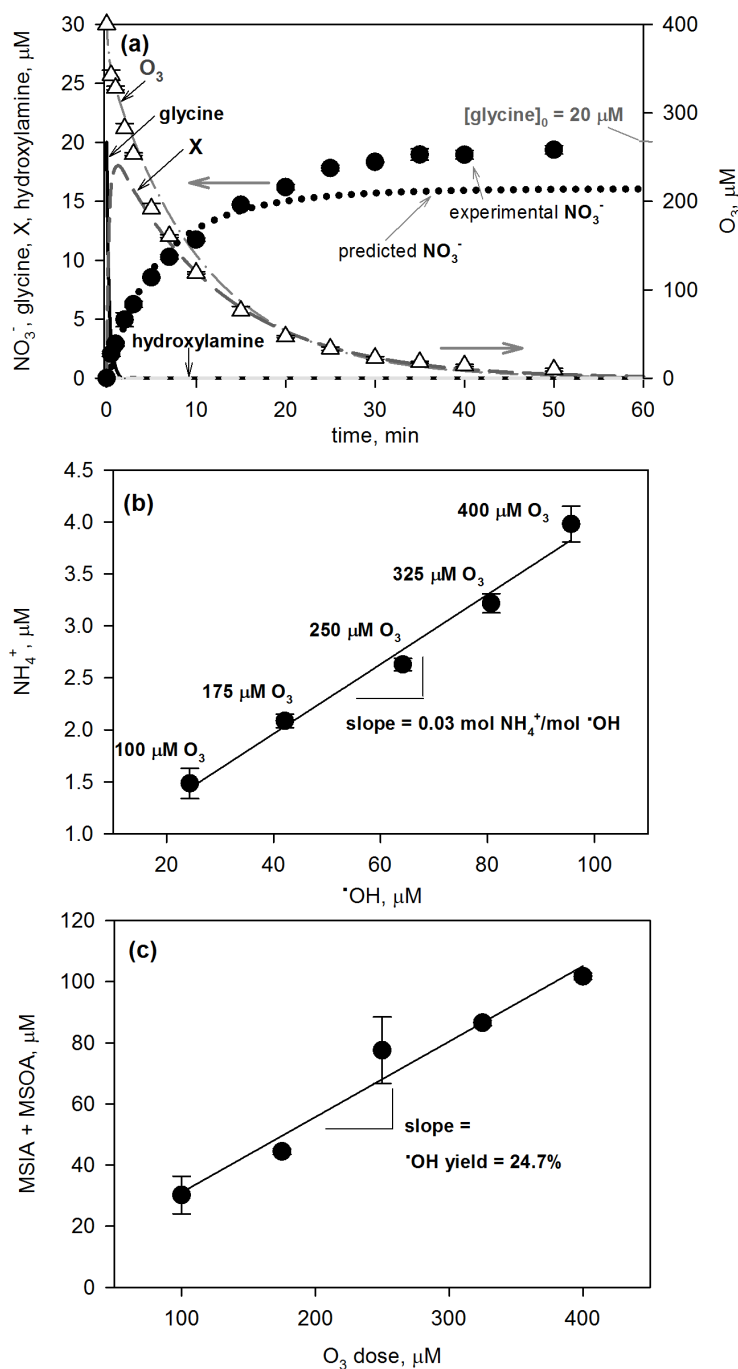 (a)
NO₃⁻, glycine, X, hydroxylamine, μM
30
25
20
15
10
5
0
O₃
glycine
X
[glycine]₀ = 20 μM
experimental NO₃⁻
predicted NO₃⁻
hydroxylamine
400
300
200
100
0
O₃, μM
0 10 20 30 40 50 60
time, min
(b)
NH₄⁺, μM
4.5
4.0
3.5
3.0
2.5
2.0
1.5
1.0
400 μM O₃
325 μM O₃
250 μM O₃
175 μM O₃
100 μM O₃
slope = 0.03 mol NH₄⁺/mol •OH
20 40 60 80 100
•OH, μM
(c)
MSIA + MSOA, μM
120
100
80
60
40
20
0
slope =
•OH yield = 24.7%
100 200 300 400
O₃ dose, μM